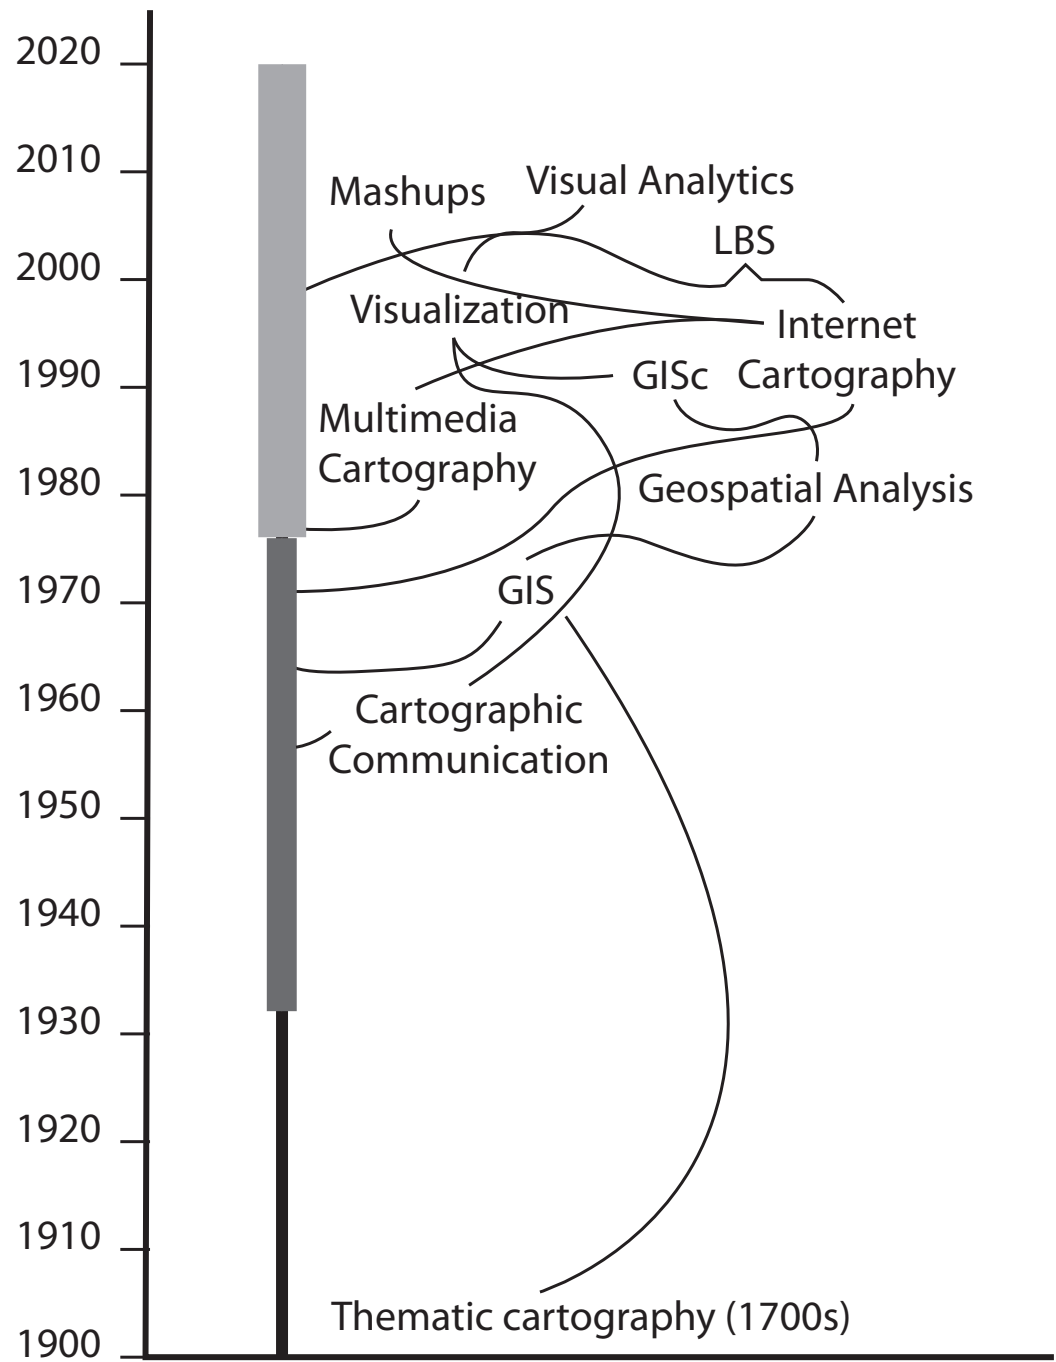 2020
2010
Mashups
Visual Analytics
LBS
2000
Visualization
Internet
Cartography
1990
GISc
Multimedia
Cartography
1980
Geospatial Analysis
1970
GIS
1960
Cartographic
Communication
1950
1940
1930
1920
1910
Thematic cartography (1700s)
1900